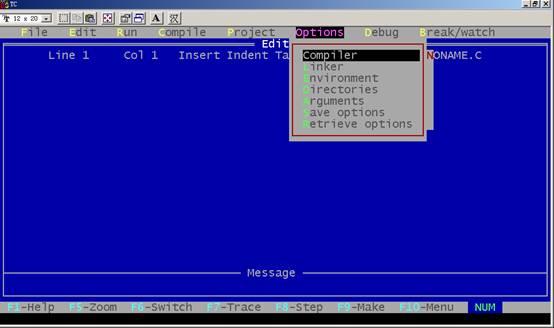 TC
12 x 20
A
File Edit Run Compile Project Options Debug Break/watch
Edit
Line 1 Col 1 Insert Indent Ta NONAME.C
Compiler
Linker
Environment
Directories
Arguments
Save options
Retrieve options
Message
F1-Help F5-Zoom F6-Switch F7-Trace F8-Step F9-Make F10-Menu NUM